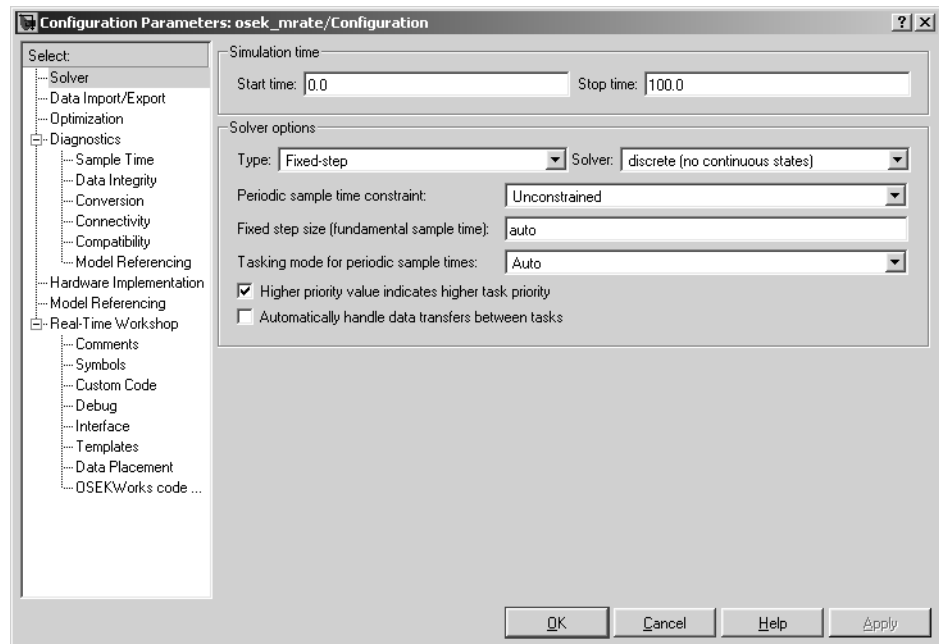 Configuration Parameters: osek_mrate/Configuration
Select:
Solver
Data Import/Export
Optimization
Diagnostics
Sample Time
Data Integrity
Conversion
Connectivity
Compatibility
Model Referencing
Hardware Implementation
Model Referencing
Real-Time Workshop
Comments
Symbols
Custom Code
Debug
Interface
Templates
Data Placement
OSEKWorks code ...
Simulation time
Start time: 0.0 Stop time: 100.0
Solver options
Type: Fixed-step Solver: discrete (no continuous states)
Periodic sample time constraint: Unconstrained
Fixed step size (fundamental sample time): auto
Tasking mode for periodic sample times: Auto
Higher priority value indicates higher task priority
Automatically handle data transfers between tasks
OK Cancel Help Apply